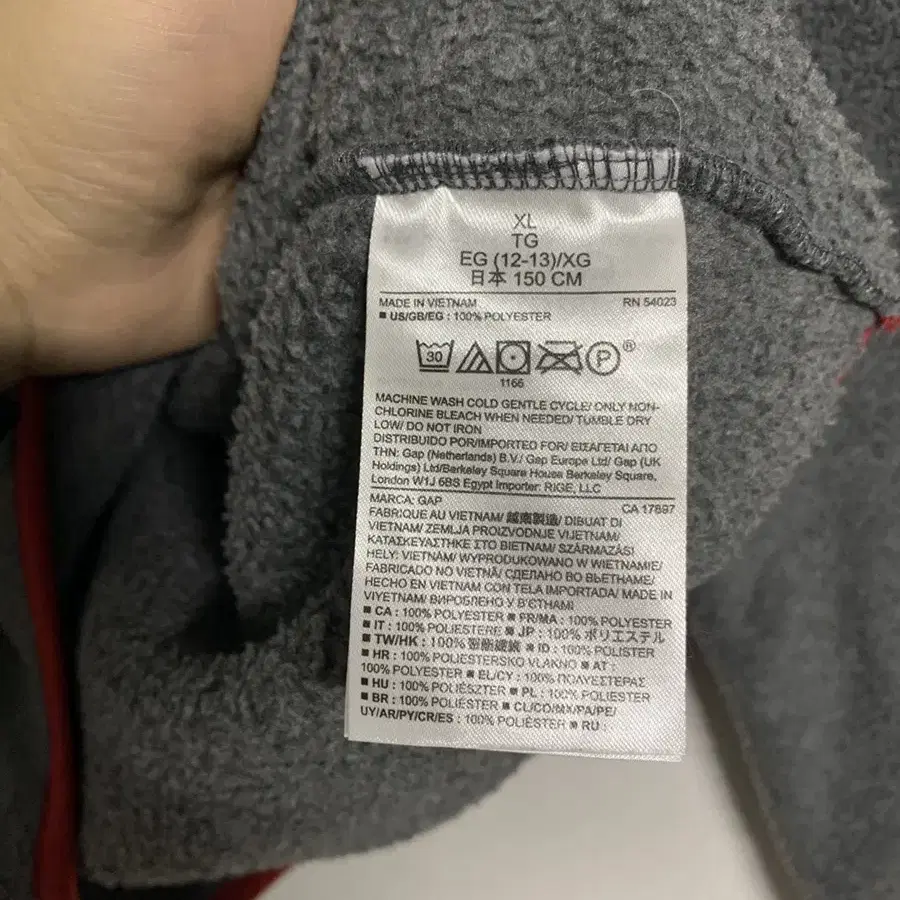 XL
TG
EG (12-13)/XG
日本 150 CM
MADE IN VIETNAM RN 54023
■ US/GB/EG : 100% POLYESTER
30 P ®
1166
MACHINE WASH COLD GENTLE CYCLE/ ONLY NON-
CHLORINE BLEACH WHEN NEEDED/ TUMBLE DRY
LOW/ DO NOT IRON
DISTRIBUIDO POR/IMPORTED FOR/ ΕΙΣΑΓΕΤΑΙ ΑΠΟ
ΤΗΝ: Gap (Netherlands) B.V./ Gap Europe Ltd/ Gap (UK
Holdings) Ltd/Berkeley Square House Berkeley Square,
London W1J 6BS Egypt Importer: RIGE, LLC
MARCA: GAP CA 17897
FABRIQUE AU VIETNAM/ 越南製造/ DIBUAT DI
VIETNAM/ ZEMLJA PROIZVODNJE VIJETNAM/
ΚΑΤΑΣΚΕΥΑΣΤΗΚΕ ΣΤΟ ΒΙΕΤΝΑΜ/ SZÁRMAZÁSI
HELY: VIETNAM/ WYPRODUKOWANO W WIETNAMIE/
FABRICADO NO VIETNÃ/ СДЕЛАНО ВО ВЬЕТНАМЕ/
HECHO EN VIETNAM CON TELA IMPORTADA/ MADE IN
VIYETNAM/ ВИРОБЛЕНО У В'ЄТНАМІ
■ CA : 100% POLYESTER ■ FR/MA : 100% POLYESTER
■ IT : 100% POLIESTERE ■ JP : 100% ポリエステル
■ TW/HK : 100% ■ ID : 100% POLISTER
■ HR : 100% POLIESTERSKO VLAKNO ■ AT :
100% POLYESTER ■ EL/CY : 100% ΠΟΛΥΕΣΤΕΡΑΣ
■ HU : 100% POLIÉSZTER ■ PL : 100% POLIESTER
■ BR : 100% POLIÉSTER ■ CL/CO/MX/PA/PE/
UY/AR/PY/CR/ES : 100% POLIÉSTER ■ RU :